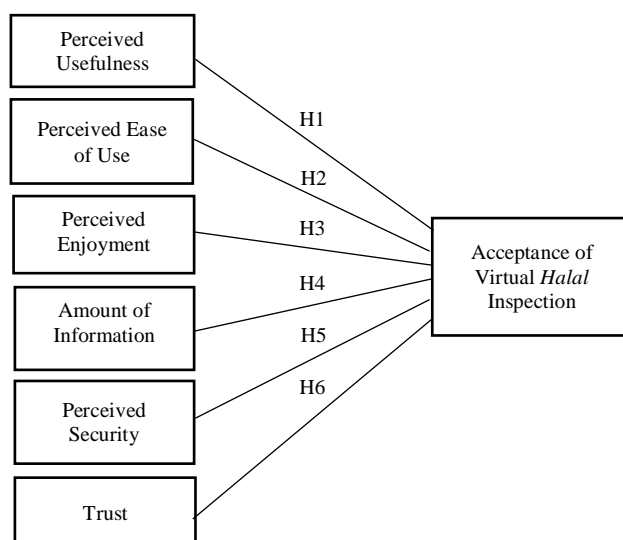 Perceived
Usefulness
H1
Perceived Ease
of Use
H2
Perceived
Enjoyment
H3
Acceptance of
Virtual Halal
Inspection
Amount of
Information
H4
H5
Perceived
Security
H6
Trust